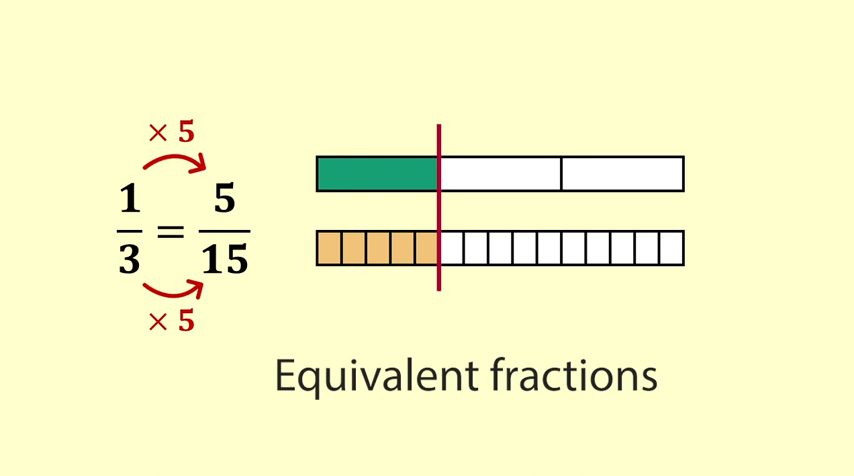 × 5
1/3 = 5/15
× 5
Equivalent fractions